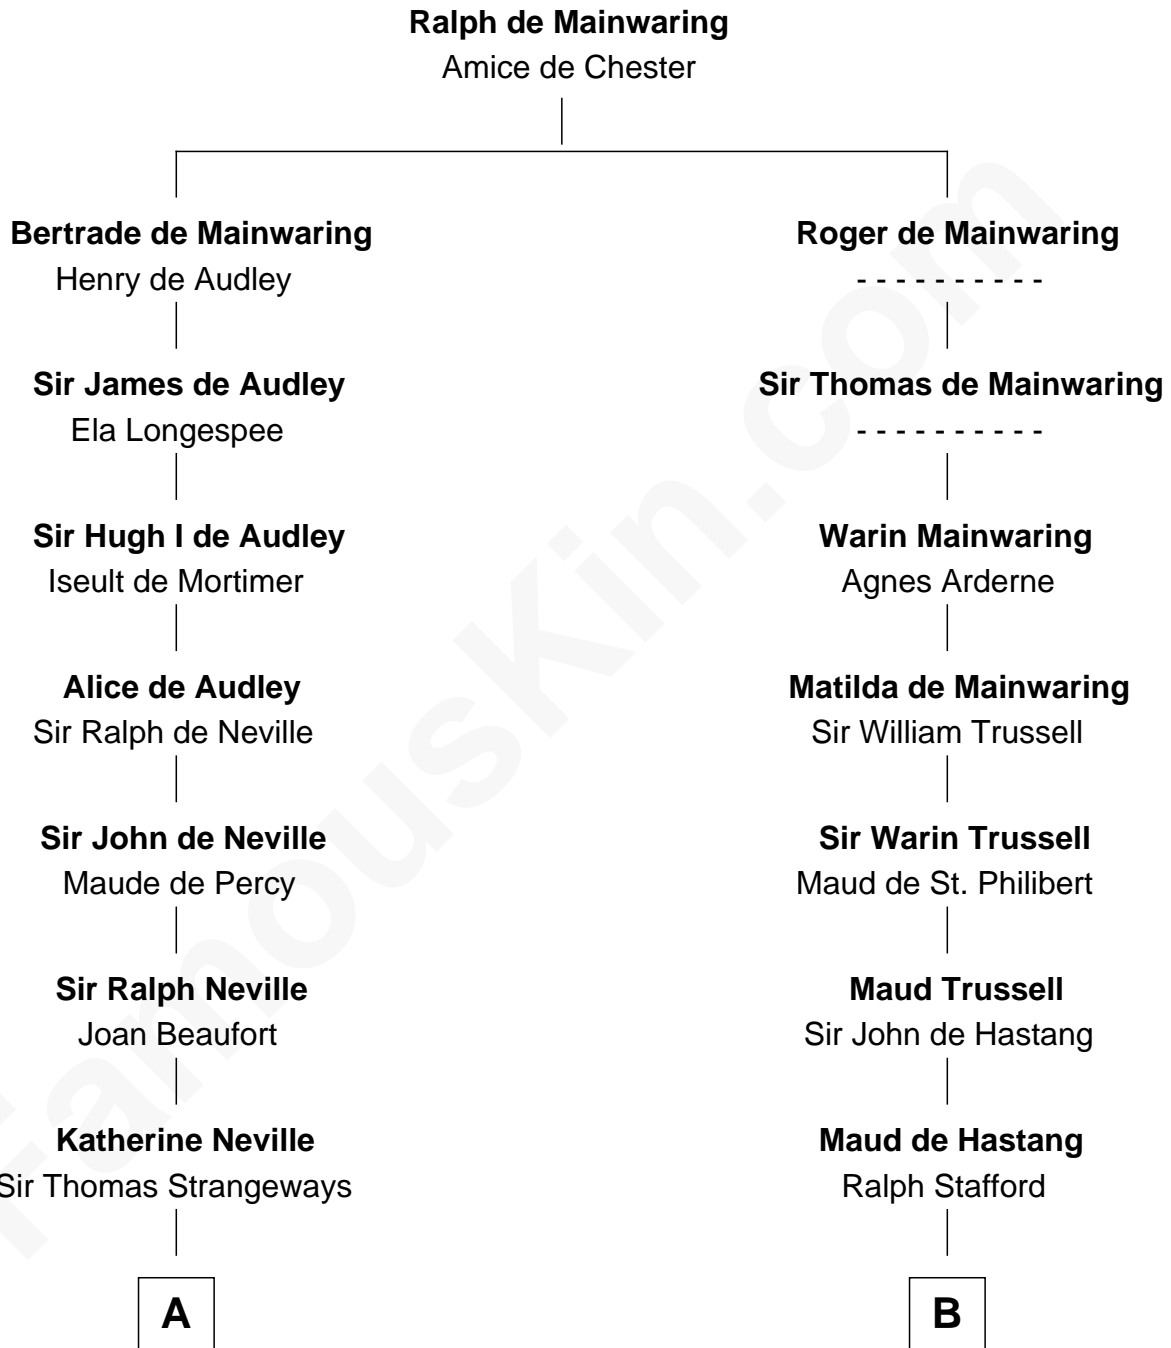 Ralph de Mainwaring
Amice de Chester
Bertrade de Mainwaring
Henry de Audley
Roger de Mainwaring
- - - - - - - - - -
Sir James de Audley
Ela Longespee
Sir Thomas de Mainwaring
- - - - - - - - - -
Sir Hugh I de Audley
Iseult de Mortimer
Warin Mainwaring
Agnes Arderne
Alice de Audley
Sir Ralph de Neville
Matilda de Mainwaring
Sir William Trussell
Sir John de Neville
Maude de Percy
Sir Warin Trussell
Maud de St. Philibert
Sir Ralph Neville
Joan Beaufort
Maud Trussell
Sir John de Hastang
Katherine Neville
Sir Thomas Strangeways
Maud de Hastang
Ralph Stafford
A
B
FamousKin.com